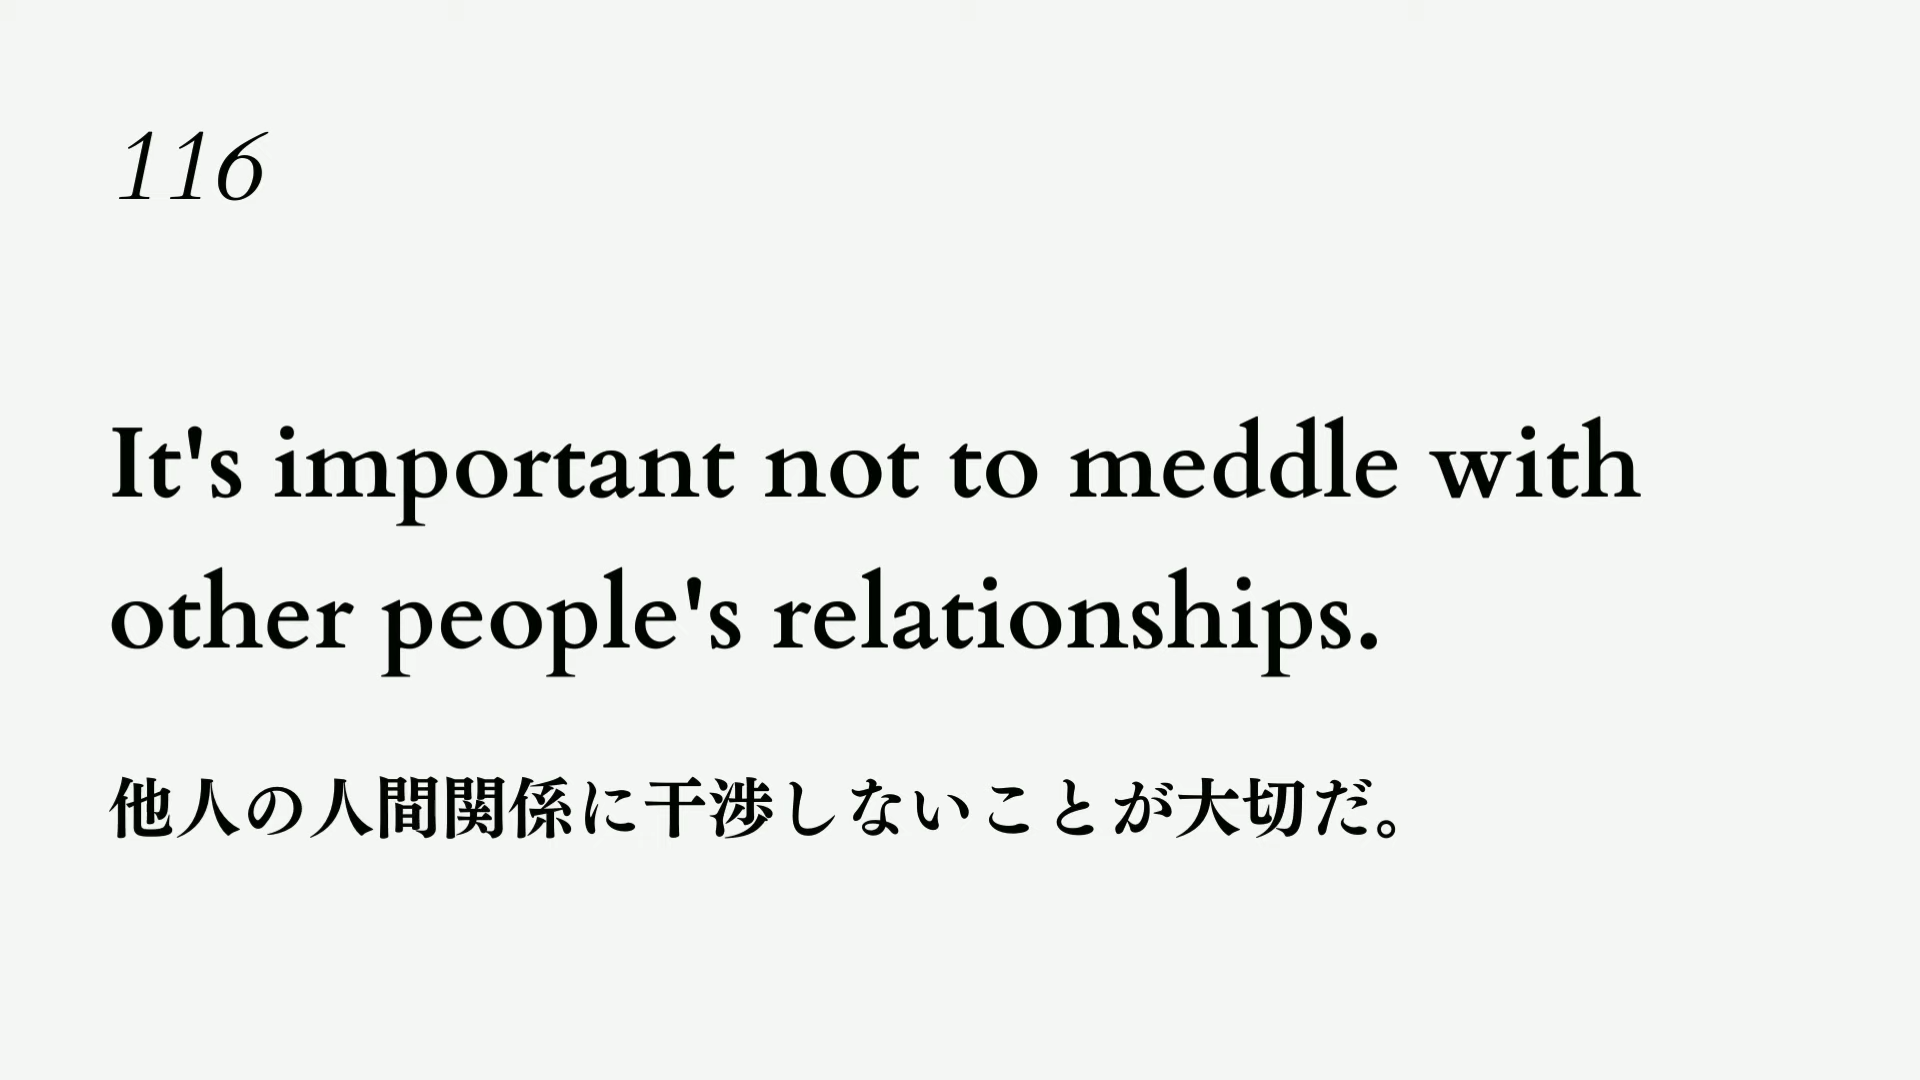 116
It's important not to meddle with
other people's relationships.
他人の人間関係に干渉しないことが大切だ。